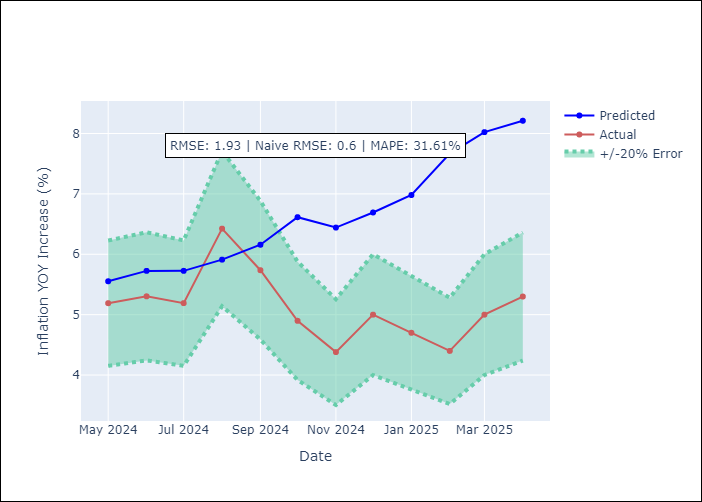 Predicted
Actual
+/-20% Error
RMSE: 1.93 | Naive RMSE: 0.6 | MAPE: 31.61%
Inflation YOY Increase (%)
8
7
6
5
4
May 2024
Jul 2024
Sep 2024
Nov 2024
Jan 2025
Mar 2025
Date